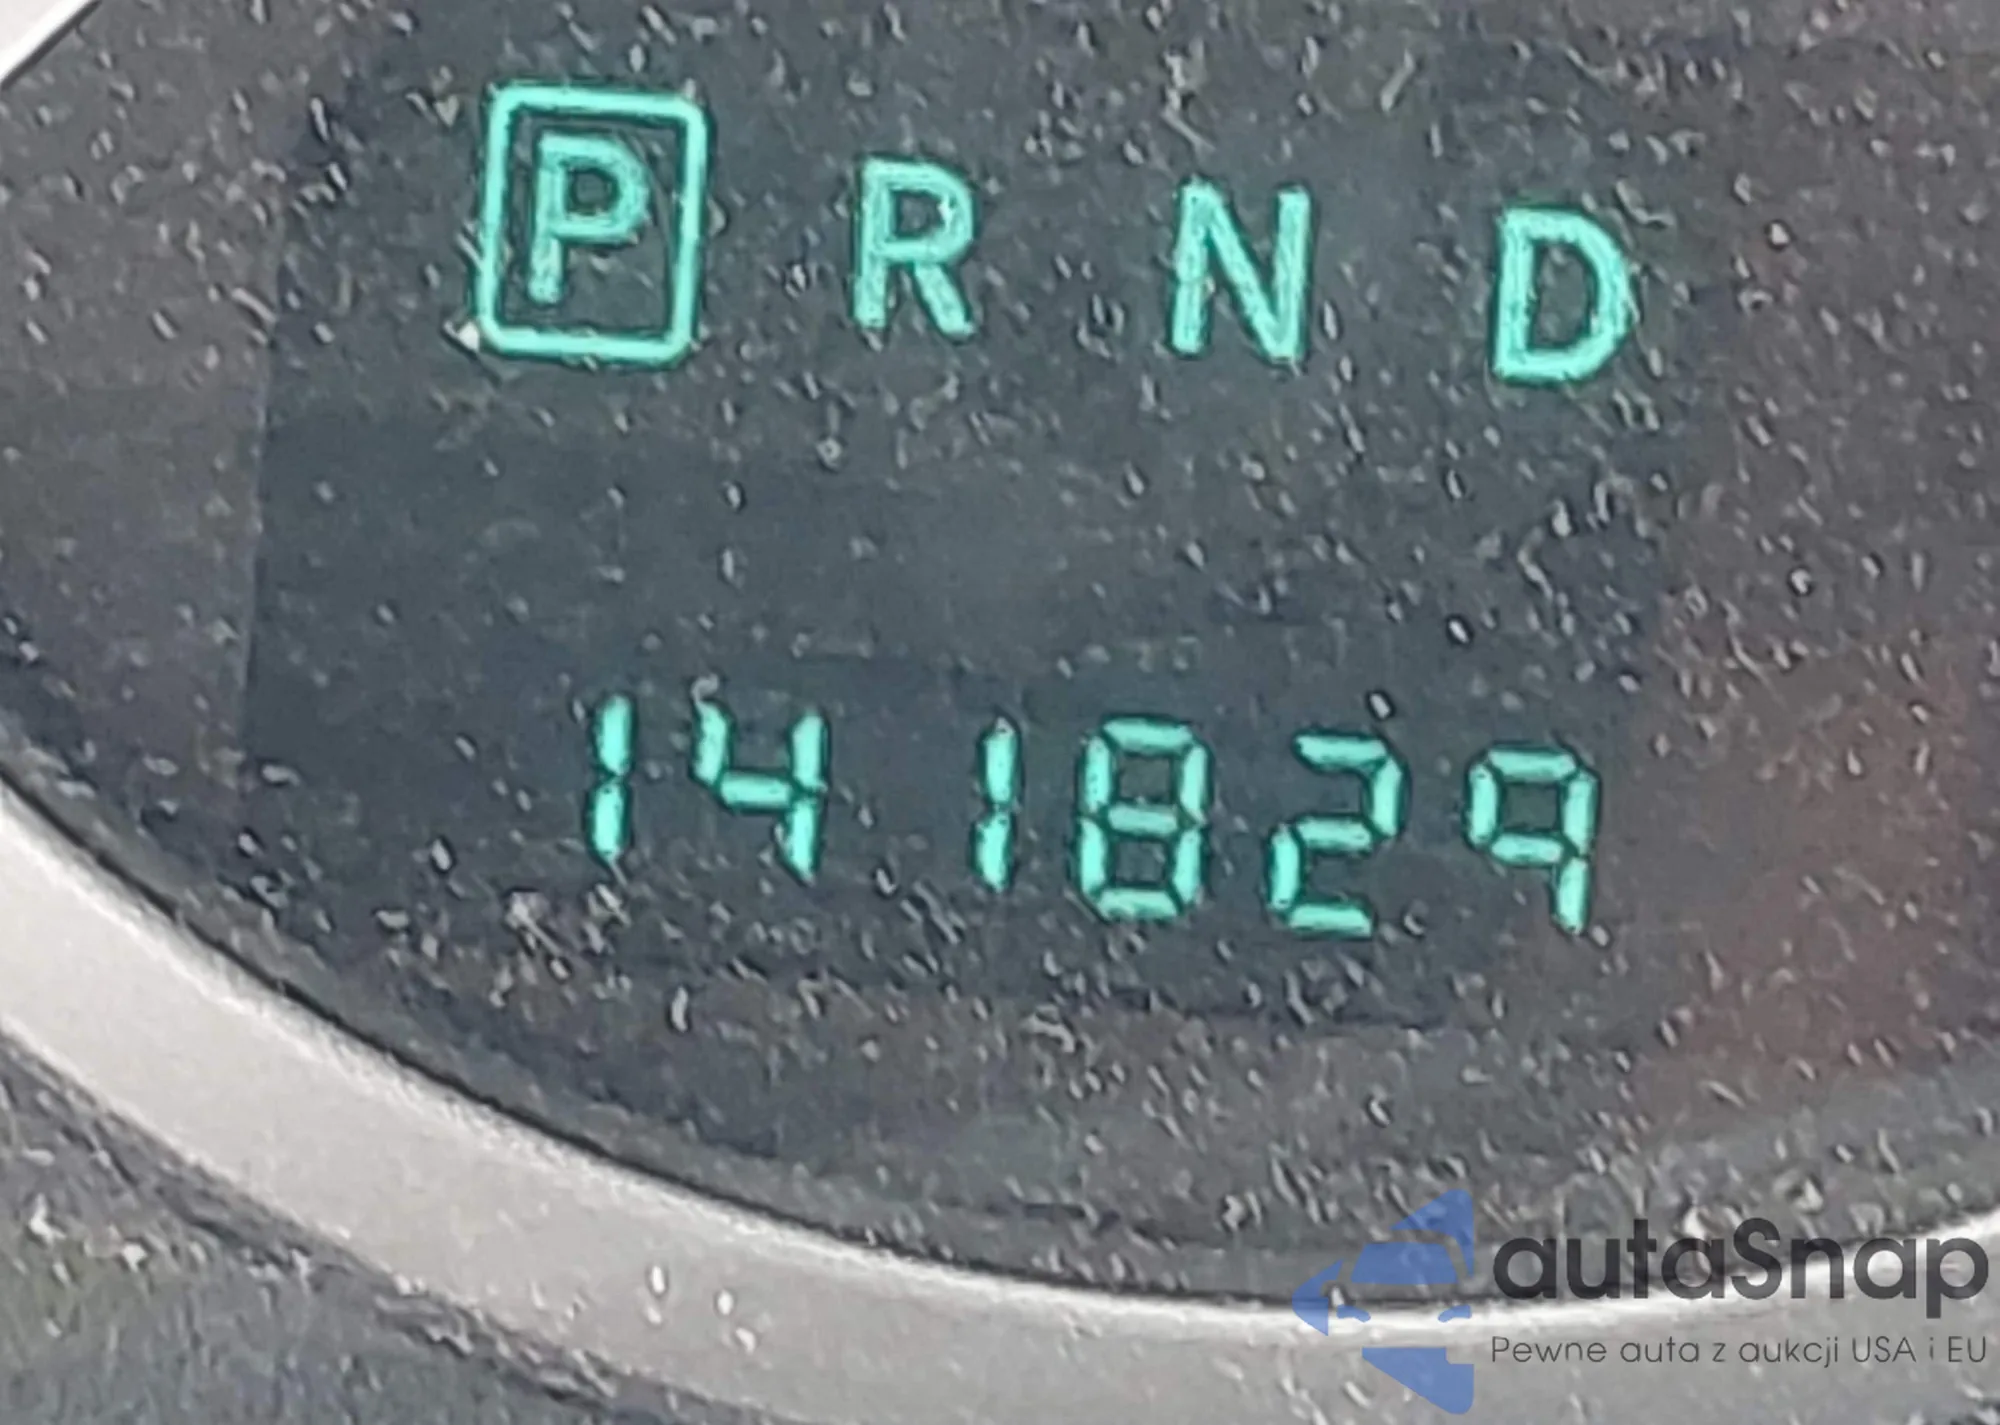 P R N D
141829
autaSnap
Pewne auta z aukcji USA i EU